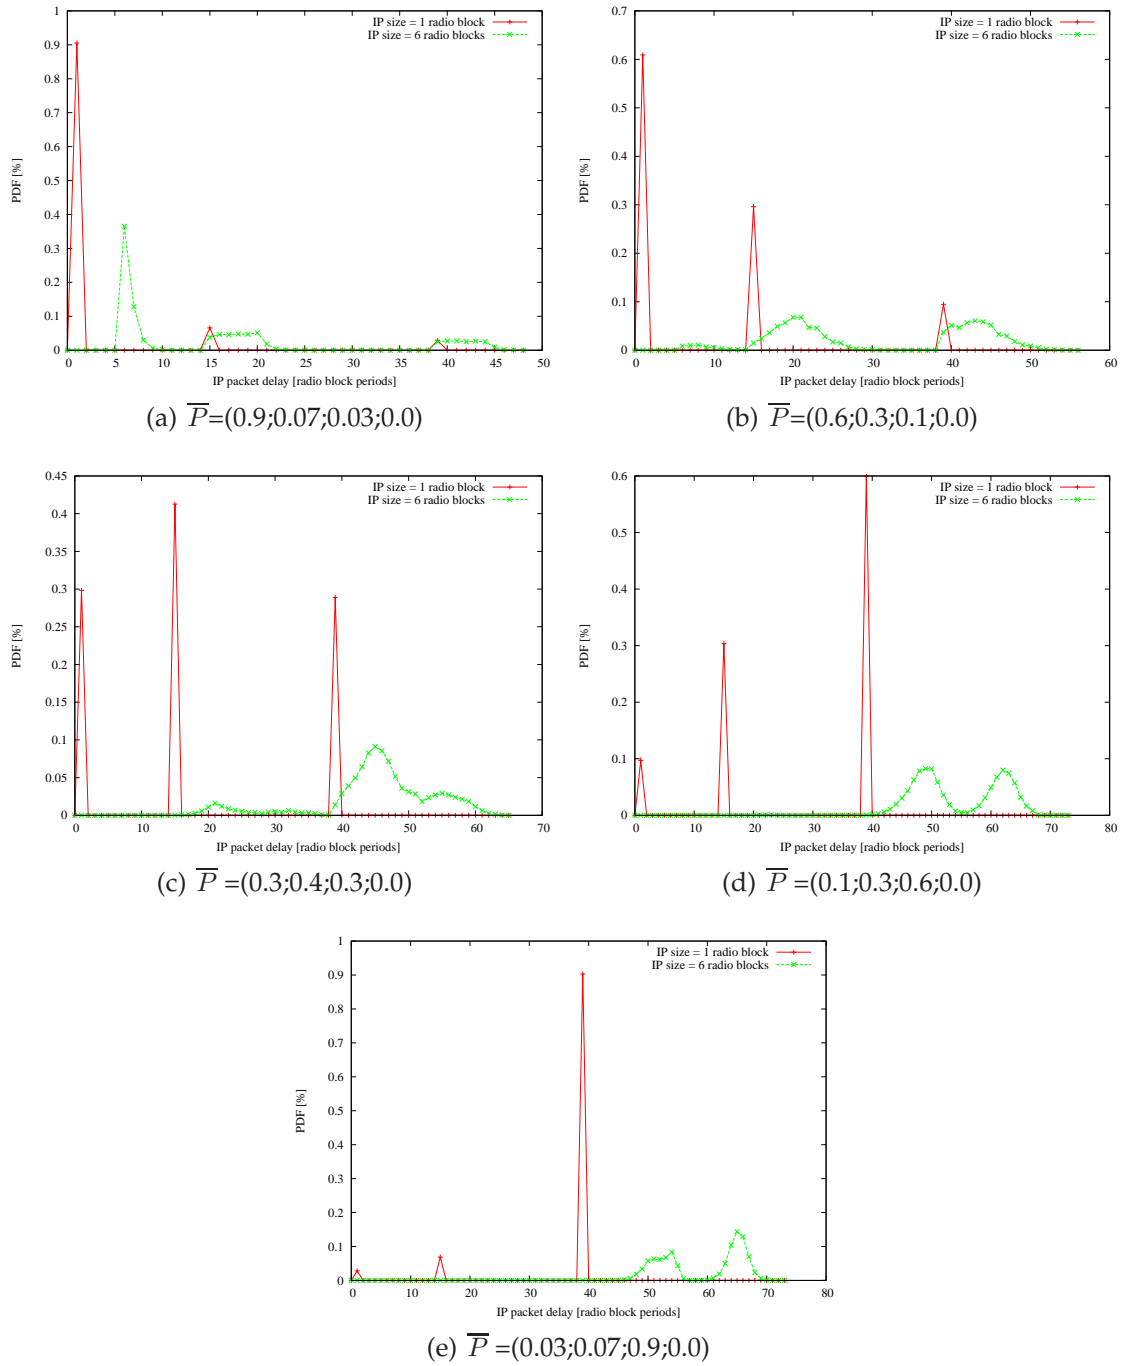 IP size = 1 radio block
IP size = 6 radio blocks
PDF [%]
1
0.9
0.8
0.7
0.6
0.5
0.4
0.3
0.2
0.1
0
0 5 10 15 20 25 30 35 40 45 50
IP packet delay [radio block periods]
(a) P=(0.9;0.07;0.03;0.0)
IP size = 1 radio block
IP size = 6 radio blocks
PDF [%]
0.7
0.6
0.5
0.4
0.3
0.2
0.1
0
0 10 20 30 40 50 60
IP packet delay [radio block periods]
(b) P=(0.6;0.3;0.1;0.0)
IP size = 1 radio block
IP size = 6 radio blocks
PDF [%]
0.45
0.4
0.35
0.3
0.25
0.2
0.15
0.1
0.05
0
0 10 20 30 40 50 60 70
IP packet delay [radio block periods]
(c) P =(0.3;0.4;0.3;0.0)
IP size = 1 radio block
IP size = 6 radio blocks
PDF [%]
0.6
0.5
0.4
0.3
0.2
0.1
0
0 10 20 30 40 50 60 70 80
IP packet delay [radio block periods]
(d) P =(0.1;0.3;0.6;0.0)
IP size = 1 radio block
IP size = 6 radio blocks
PDF [%]
1
0.9
0.8
0.7
0.6
0.5
0.4
0.3
0.2
0.1
0
0 10 20 30 40 50 60 70 80
IP packet delay [radio block periods]
(e) P =(0.03;0.07;0.9;0.0)